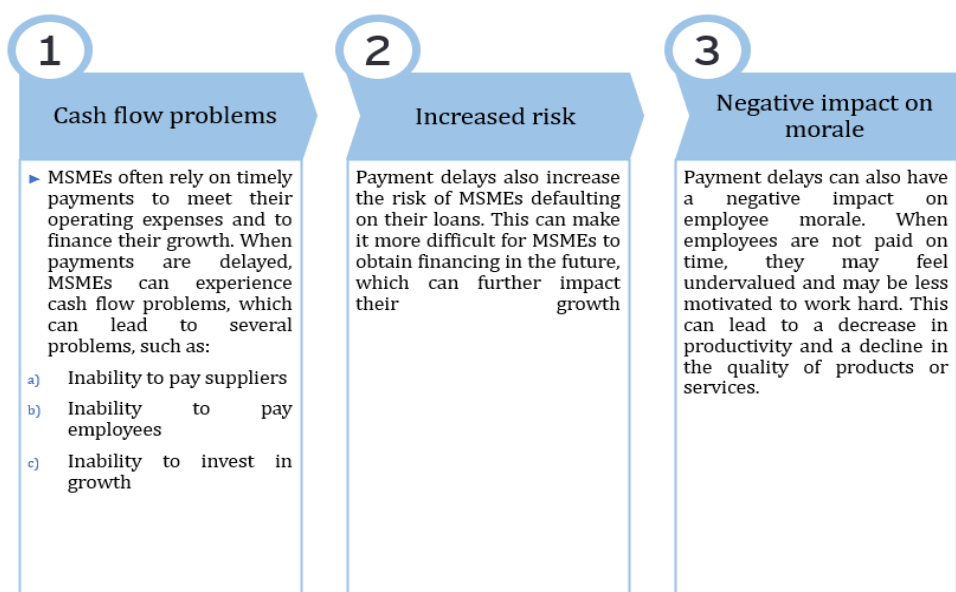 1
Cash flow problems
► MSMEs often rely on timely
payments to meet their
operating expenses and to
finance their growth. When
payments are delayed,
MSMEs can experience
cash flow problems, which
can lead to several
problems, such as:
a) Inability to pay suppliers
b) Inability to pay
employees
c) Inability to invest in
growth
2
Increased risk
Payment delays also increase
the risk of MSMEs defaulting
on their loans. This can make
it more difficult for MSMEs to
obtain financing in the future,
which can further impact
their growth
3
Negative impact on
morale
Payment delays can also have
a negative impact on
employee morale. When
employees are not paid on
time, they may feel
undervalued and may be less
motivated to work hard. This
can lead to a decrease in
productivity and a decline in
the quality of products or
services.